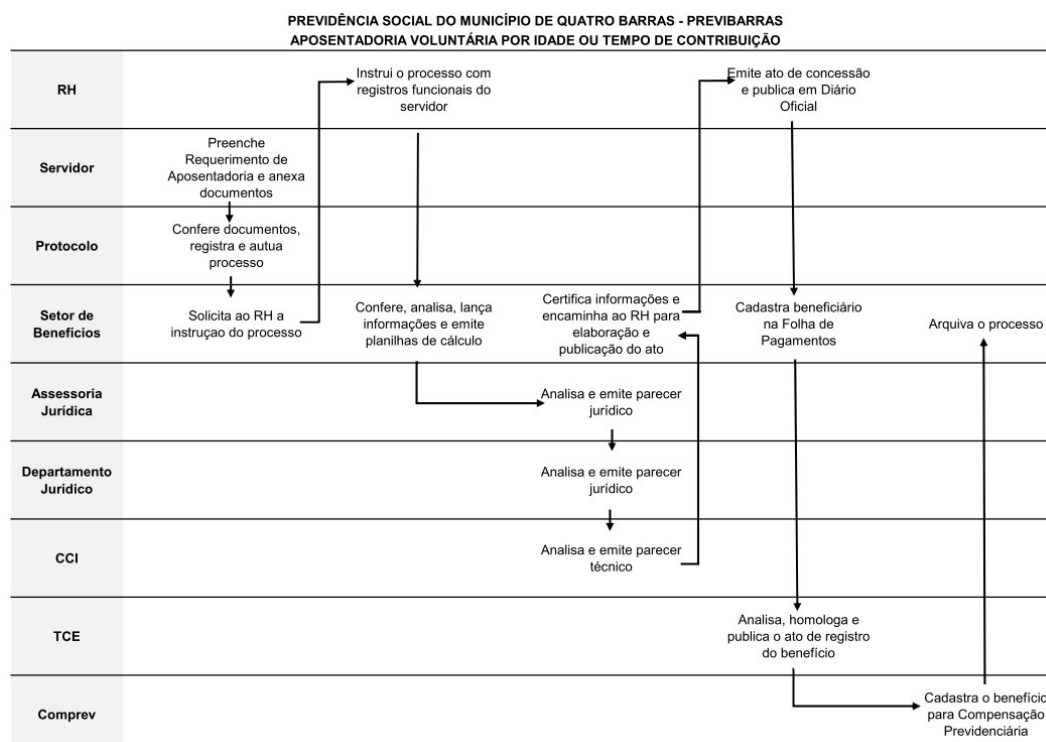 PREVIDÊNCIA SOCIAL DO MUNICÍPIO DE QUATRO BARRAS - PREVIBARRAS
APOSENTADORIA VOLUNTÁRIA POR IDADE OU TEMPO DE CONTRIBUIÇÃO
RH
Instrui o processo com
registros funcionais do
servidor
Emite ato de concessão
e publica em Diário
Oficial
Servidor
Preenche
Requerimento de
Aposentadoria e anexa
documentos
Protocolo
Confere documentos,
registra e autua
processo
Setor de
Benefícios
Solicita ao RH a
instruçao do processo
Confere, analisa, lança
informações e emite
planilhas de cálculo
Certifica informações e
encaminha ao RH para
elaboração e
publicação do ato
Cadastra beneficiário
na Folha de
Pagamentos
Arquiva o processo
Assessoria
Jurídica
Analisa e emite parecer
jurídico
Departamento
Jurídico
Analisa e emite parecer
jurídico
CCI
Analisa e emite parecer
técnico
TCE
Analisa, homologa e
publica o ato de registro
do benefício
Comprev
Cadastra o benefício
para Compensação
Previdenciária